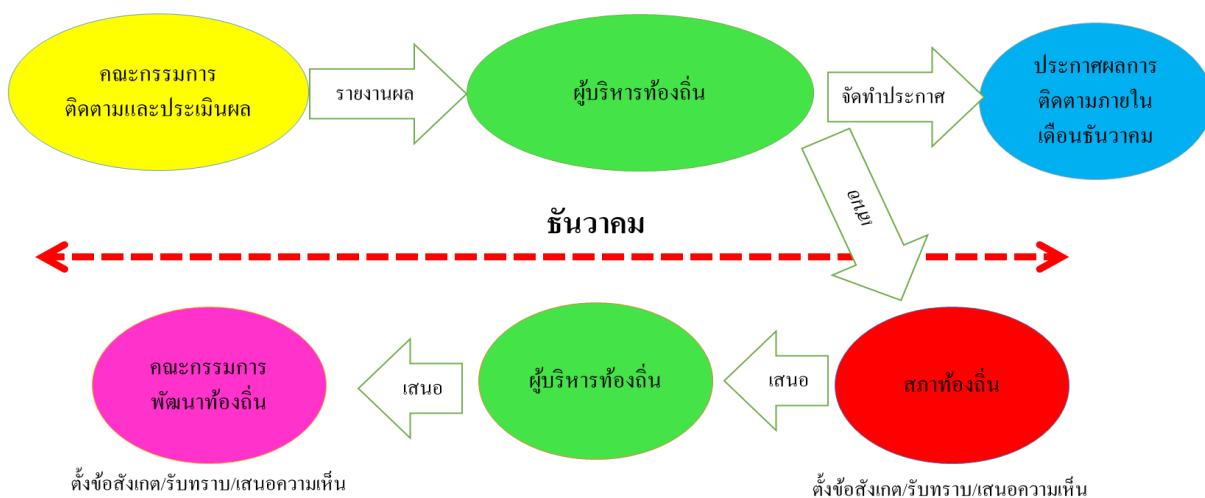 คณะกรรมการ
ติดตามและประเมินผล
รายงานผล
ผู้บริหารท้องถิ่น
จัดทำประกาศ
ประกาศผลการ
ติดตามภายใน
เดือนธันวาคม
เสนอ
ธันวาคม
คณะกรรมการ
พัฒนาท้องถิ่น
เสนอ
ผู้บริหารท้องถิ่น
เสนอ
สภาท้องถิ่น
ตั้งข้อสังเกต/รับทราบ/เสนอความเห็น
ตั้งข้อสังเกต/รับทราบ/เสนอความเห็น